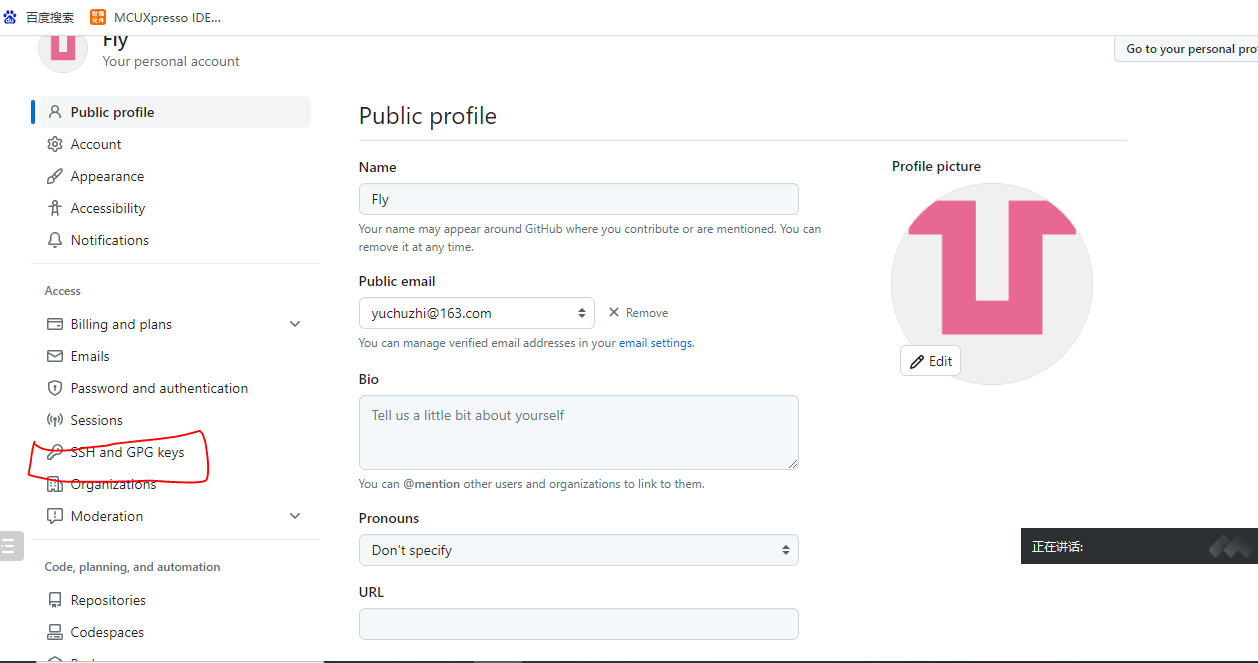 百度搜索 MCUXpresso IDE...
Fly
Your personal account
Go to your personal pro
Public profile
Account
Appearance
Accessibility
Notifications
Access
Billing and plans
Emails
Password and authentication
Sessions
SSH and GPG keys
Organizations
Moderation
Code, planning, and automation
Repositories
Codespaces
Public profile
Name
Fly
Your name may appear around GitHub where you contribute or are mentioned. You can
remove it at any time.
Public email
yuchuzhi@163.com Remove
You can manage verified email addresses in your email settings.
Bio
Tell us a little bit about yourself
You can @mention other users and organizations to link to them.
Pronouns
Don't specify
URL
Profile picture
Edit
正在讲话: